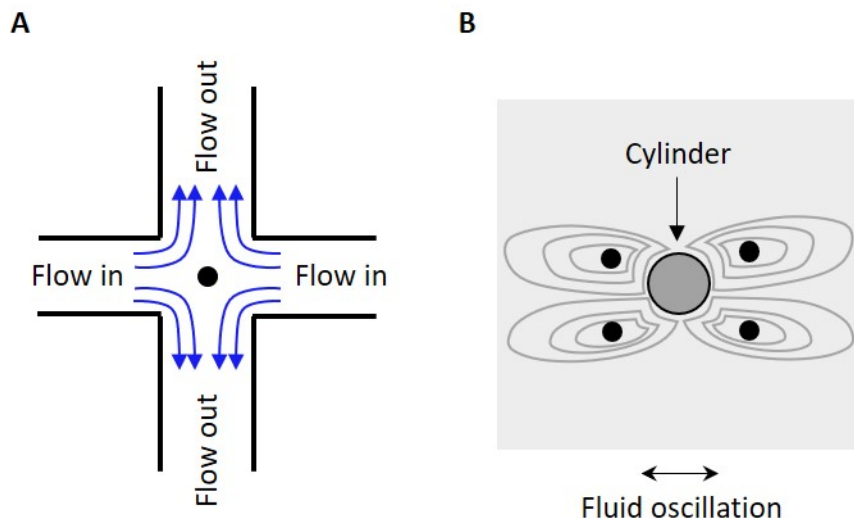 A
B
Flow out
Flow in
Flow in
Flow out
Cylinder
Fluid oscillation